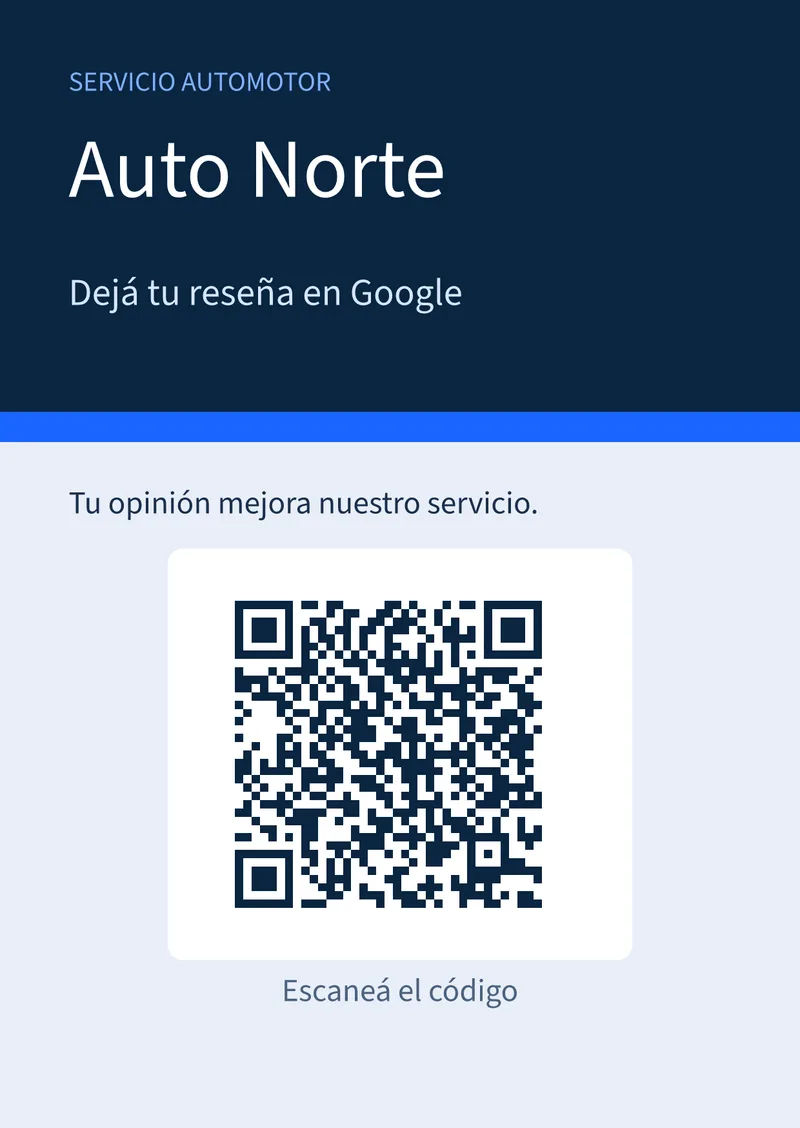 SERVICIO AUTOMOTOR
Auto Norte
Dejá tu reseña en Google
Tu opinión mejora nuestro servicio.
Escaneá el código